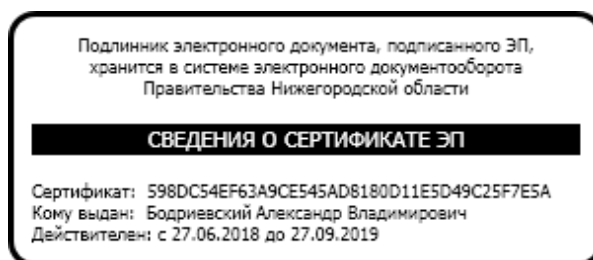 Подлинник электронного документа, подписанного ЭП,
хранится в системе электронного документооборота
Правительства Нижегородской области
СВЕДЕНИЯ О СЕРТИФИКАТЕ ЭП
Сертификат: 598DC54EF63A9CE545AD8180D11E5D49C25F7E5A
Кому выдан: Бодриевский Александр Владимирович
Действителен: с 27.06.2018 до 27.09.2019